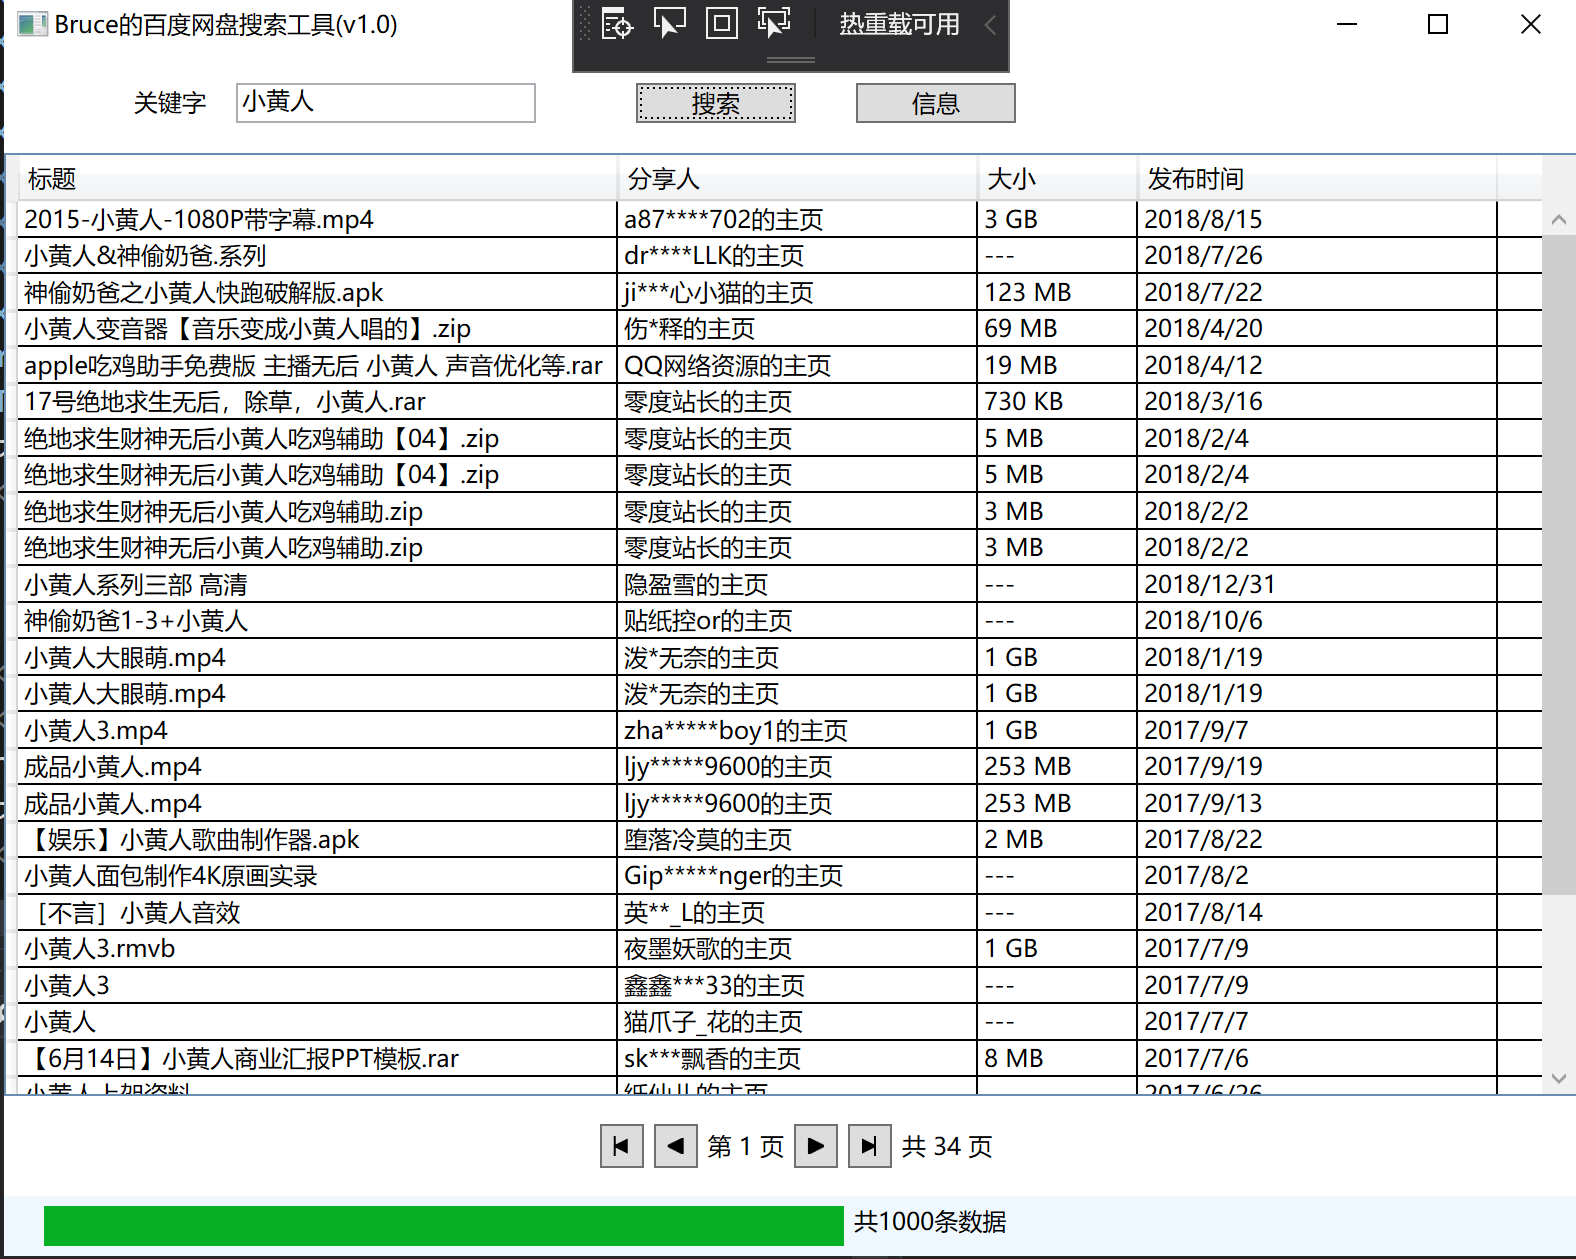 Bruce的百度网盘搜索工具(v1.0)
热重载可用
关键字 小黄人 搜索 信息
标题 分享人 大小 发布时间
2015-小黄人-1080P带字幕.mp4 a87****702的主页 3 GB 2018/8/15
小黄人&神偷奶爸.系列 dr****LLK的主页 --- 2018/7/26
神偷奶爸之小黄人快跑破解版.apk ji***心小猫的主页 123 MB 2018/7/22
小黄人变音器【音乐变成小黄人唱的】.zip 伤*释的主页 69 MB 2018/4/20
apple吃鸡助手免费版 主播无后 小黄人 声音优化等.rar QQ网络资源的主页 19 MB 2018/4/12
17号绝地求生无后，除草，小黄人.rar 零度站长的主页 730 KB 2018/3/16
绝地求生财神无后小黄人吃鸡辅助【04】.zip 零度站长的主页 5 MB 2018/2/4
绝地求生财神无后小黄人吃鸡辅助【04】.zip 零度站长的主页 5 MB 2018/2/4
绝地求生财神无后小黄人吃鸡辅助.zip 零度站长的主页 3 MB 2018/2/2
绝地求生财神无后小黄人吃鸡辅助.zip 零度站长的主页 3 MB 2018/2/2
小黄人系列三部 高清 隐盈雪的主页 --- 2018/12/31
神偷奶爸1-3+小黄人 贴纸控or的主页 --- 2018/10/6
小黄人大眼萌.mp4 泼*无奈的主页 1 GB 2018/1/19
小黄人大眼萌.mp4 泼*无奈的主页 1 GB 2018/1/19
小黄人3.mp4 zha*****boy1的主页 1 GB 2017/9/7
成品小黄人.mp4 ljy*****9600的主页 253 MB 2017/9/19
成品小黄人.mp4 ljy*****9600的主页 253 MB 2017/9/13
【娱乐】小黄人歌曲制作器.apk 堕落冷莫的主页 2 MB 2017/8/22
小黄人面包制作4K原画实录 Gip*****nger的主页 --- 2017/8/2
［不言］小黄人音效 英**_L的主页 --- 2017/8/14
小黄人3.rmvb 夜墨妖歌的主页 1 GB 2017/7/9
小黄人3 鑫鑫***33的主页 --- 2017/7/9
小黄人 猫爪子_花的主页 --- 2017/7/7
【6月14日】小黄人商业汇报PPT模板.rar sk***飘香的主页 8 MB 2017/7/6
小黄人上架资料 纸仙儿的主页 2017/6/26
第 1 页 共 34 页
共1000条数据